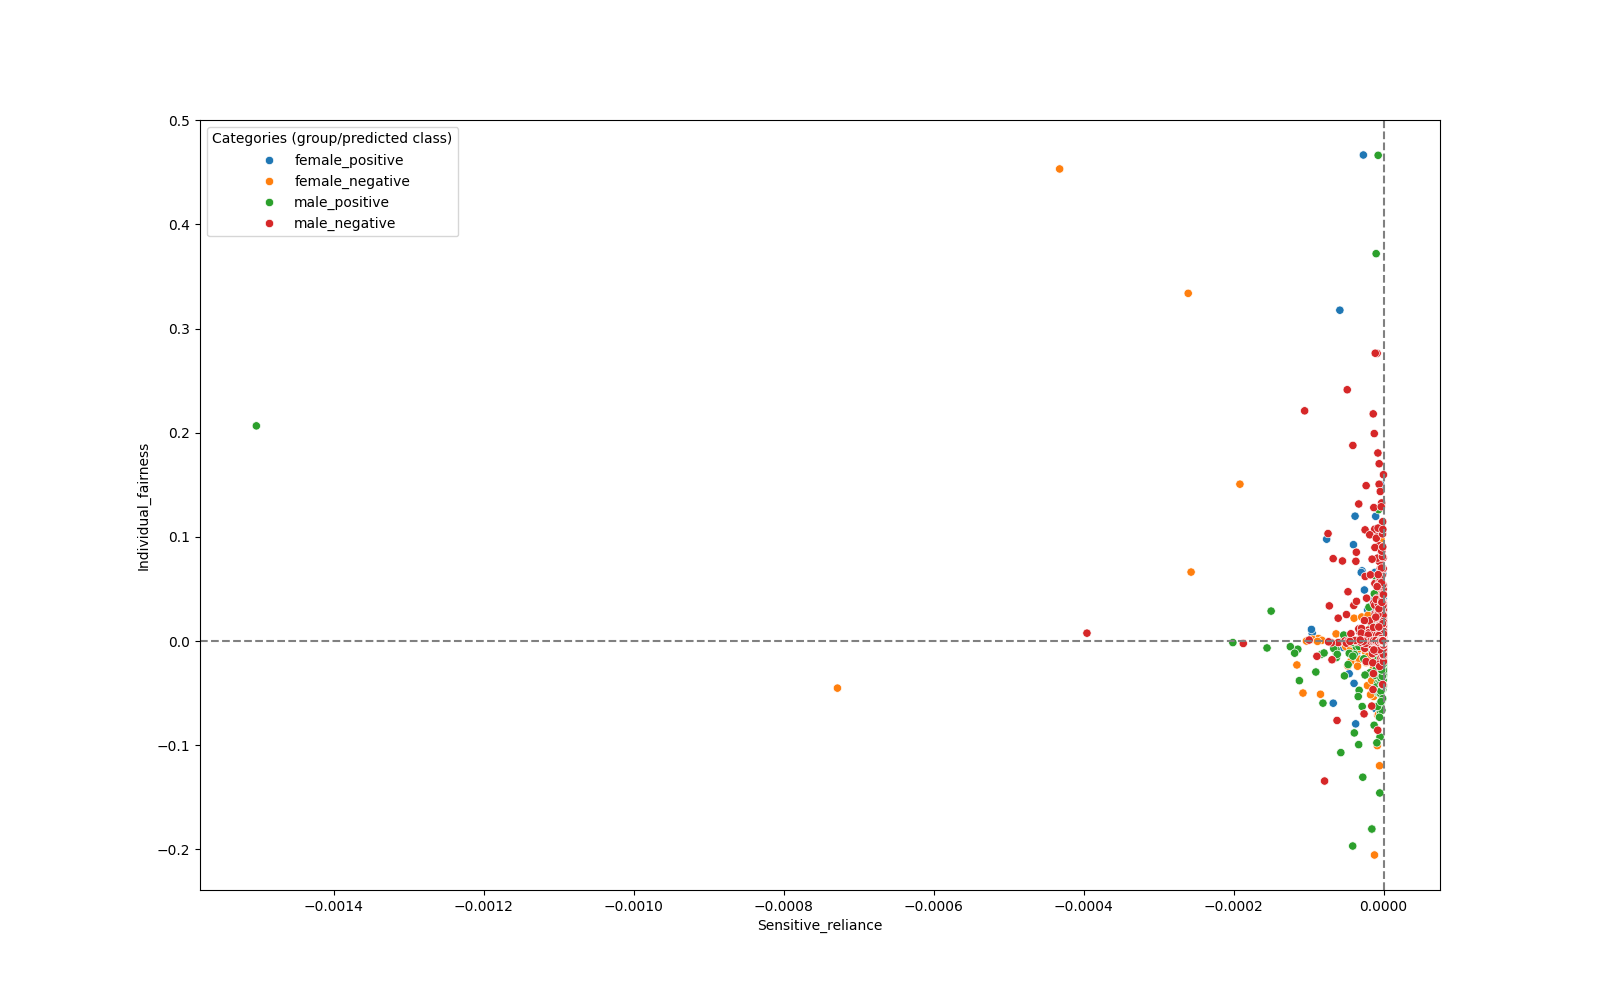 Categories (group/predicted class)
female_positive
female_negative
male_positive
male_negative
0.5
0.4
0.3
0.2
0.1
0.0
−0.1
−0.2
Individual_fairness
−0.0014
−0.0012
−0.0010
−0.0008
−0.0006
−0.0004
−0.0002
0.0000
Sensitive_reliance